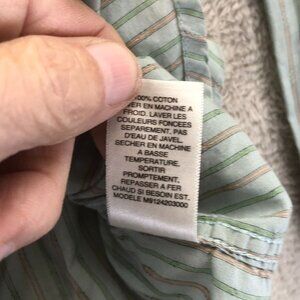 100% COTON
LAVER EN MACHINE A
FROID. LAVER LES
COULEURS FONCEES
SEPAREMENT. PAS
D'EAU DE JAVEL.
SECHER EN MACHINE
A BASSE
TEMPERATURE.
SORTIR
PROMPTEMENT.
REPASSER A FER
CHAUD SI BESOIN EST.
MODELE M9124203000